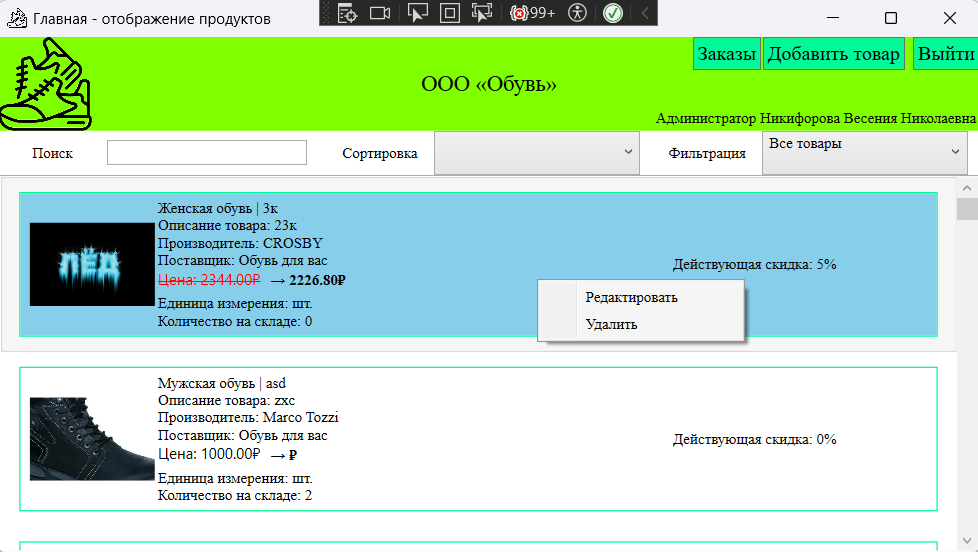 Главная - отображение продуктов
99+
Заказы Добавить товар Выйти
ООО «Обувь»
Администратор Никифорова Весения Николаевна
Поиск Сортировка Фильтрация Все товары
Женская обувь | 3к
Описание товара: 23к
Производитель: CROSBY
Поставщик: Обувь для вас
Цена: 2344.00₽ → 2226.80₽
Единица измерения: шт.
Количество на складе: 0
ЛЁД
Действующая скидка: 5%
Редактировать
Удалить
Мужская обувь | asd
Описание товара: zxc
Производитель: Marco Tozzi
Поставщик: Обувь для вас
Цена: 1000.00₽ → ₽
Единица измерения: шт.
Количество на складе: 2
Действующая скидка: 0%